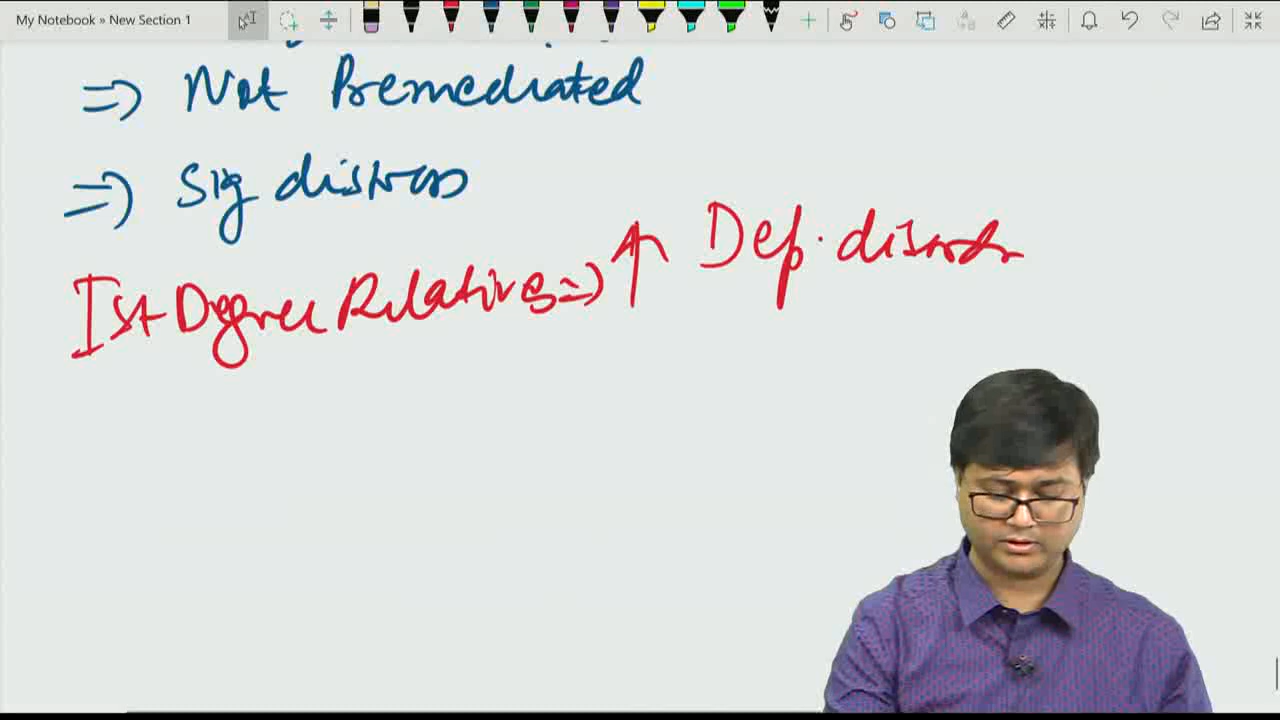 My Notebook » New Section 1
=> Not Premediated
=> Sig distress
Ist Degree Relatives => ↑ Dep. disorder